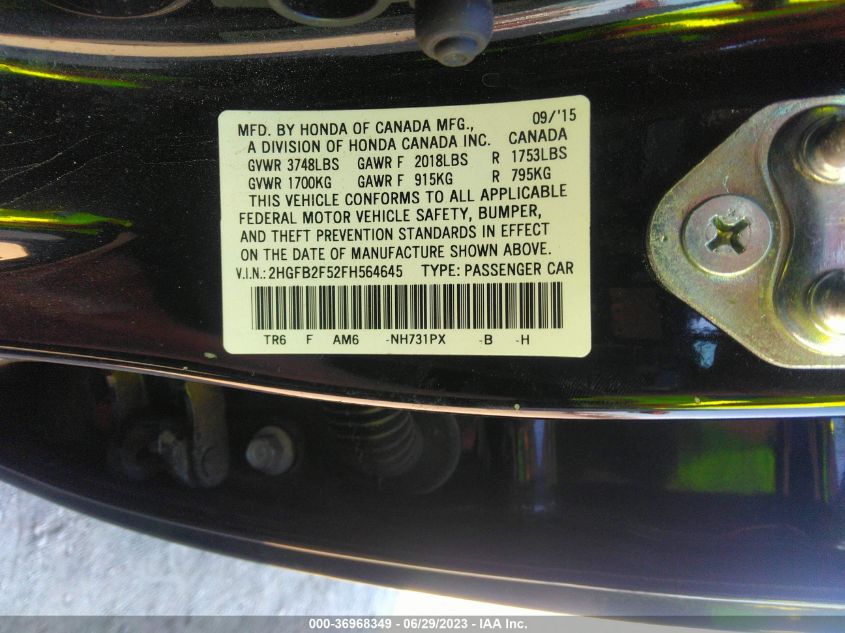 09/'15
MFD. BY HONDA OF CANADA MFG.,
A DIVISION OF HONDA CANADA INC. CANADA
GVWR 3748LBS GAWR F 2018LBS R 1753LBS
GVWR 1700KG GAWR F 915KG R 795KG
THIS VEHICLE CONFORMS TO ALL APPLICABLE
FEDERAL MOTOR VEHICLE SAFETY, BUMPER,
AND THEFT PREVENTION STANDARDS IN EFFECT
ON THE DATE OF MANUFACTURE SHOWN ABOVE.
V.I.N.: 2HGFB2F52FH564645 TYPE: PASSENGER CAR
TR6 F AM6 -NH731PX -B -H
000-36968349 - 06/29/2023 - IAA Inc.